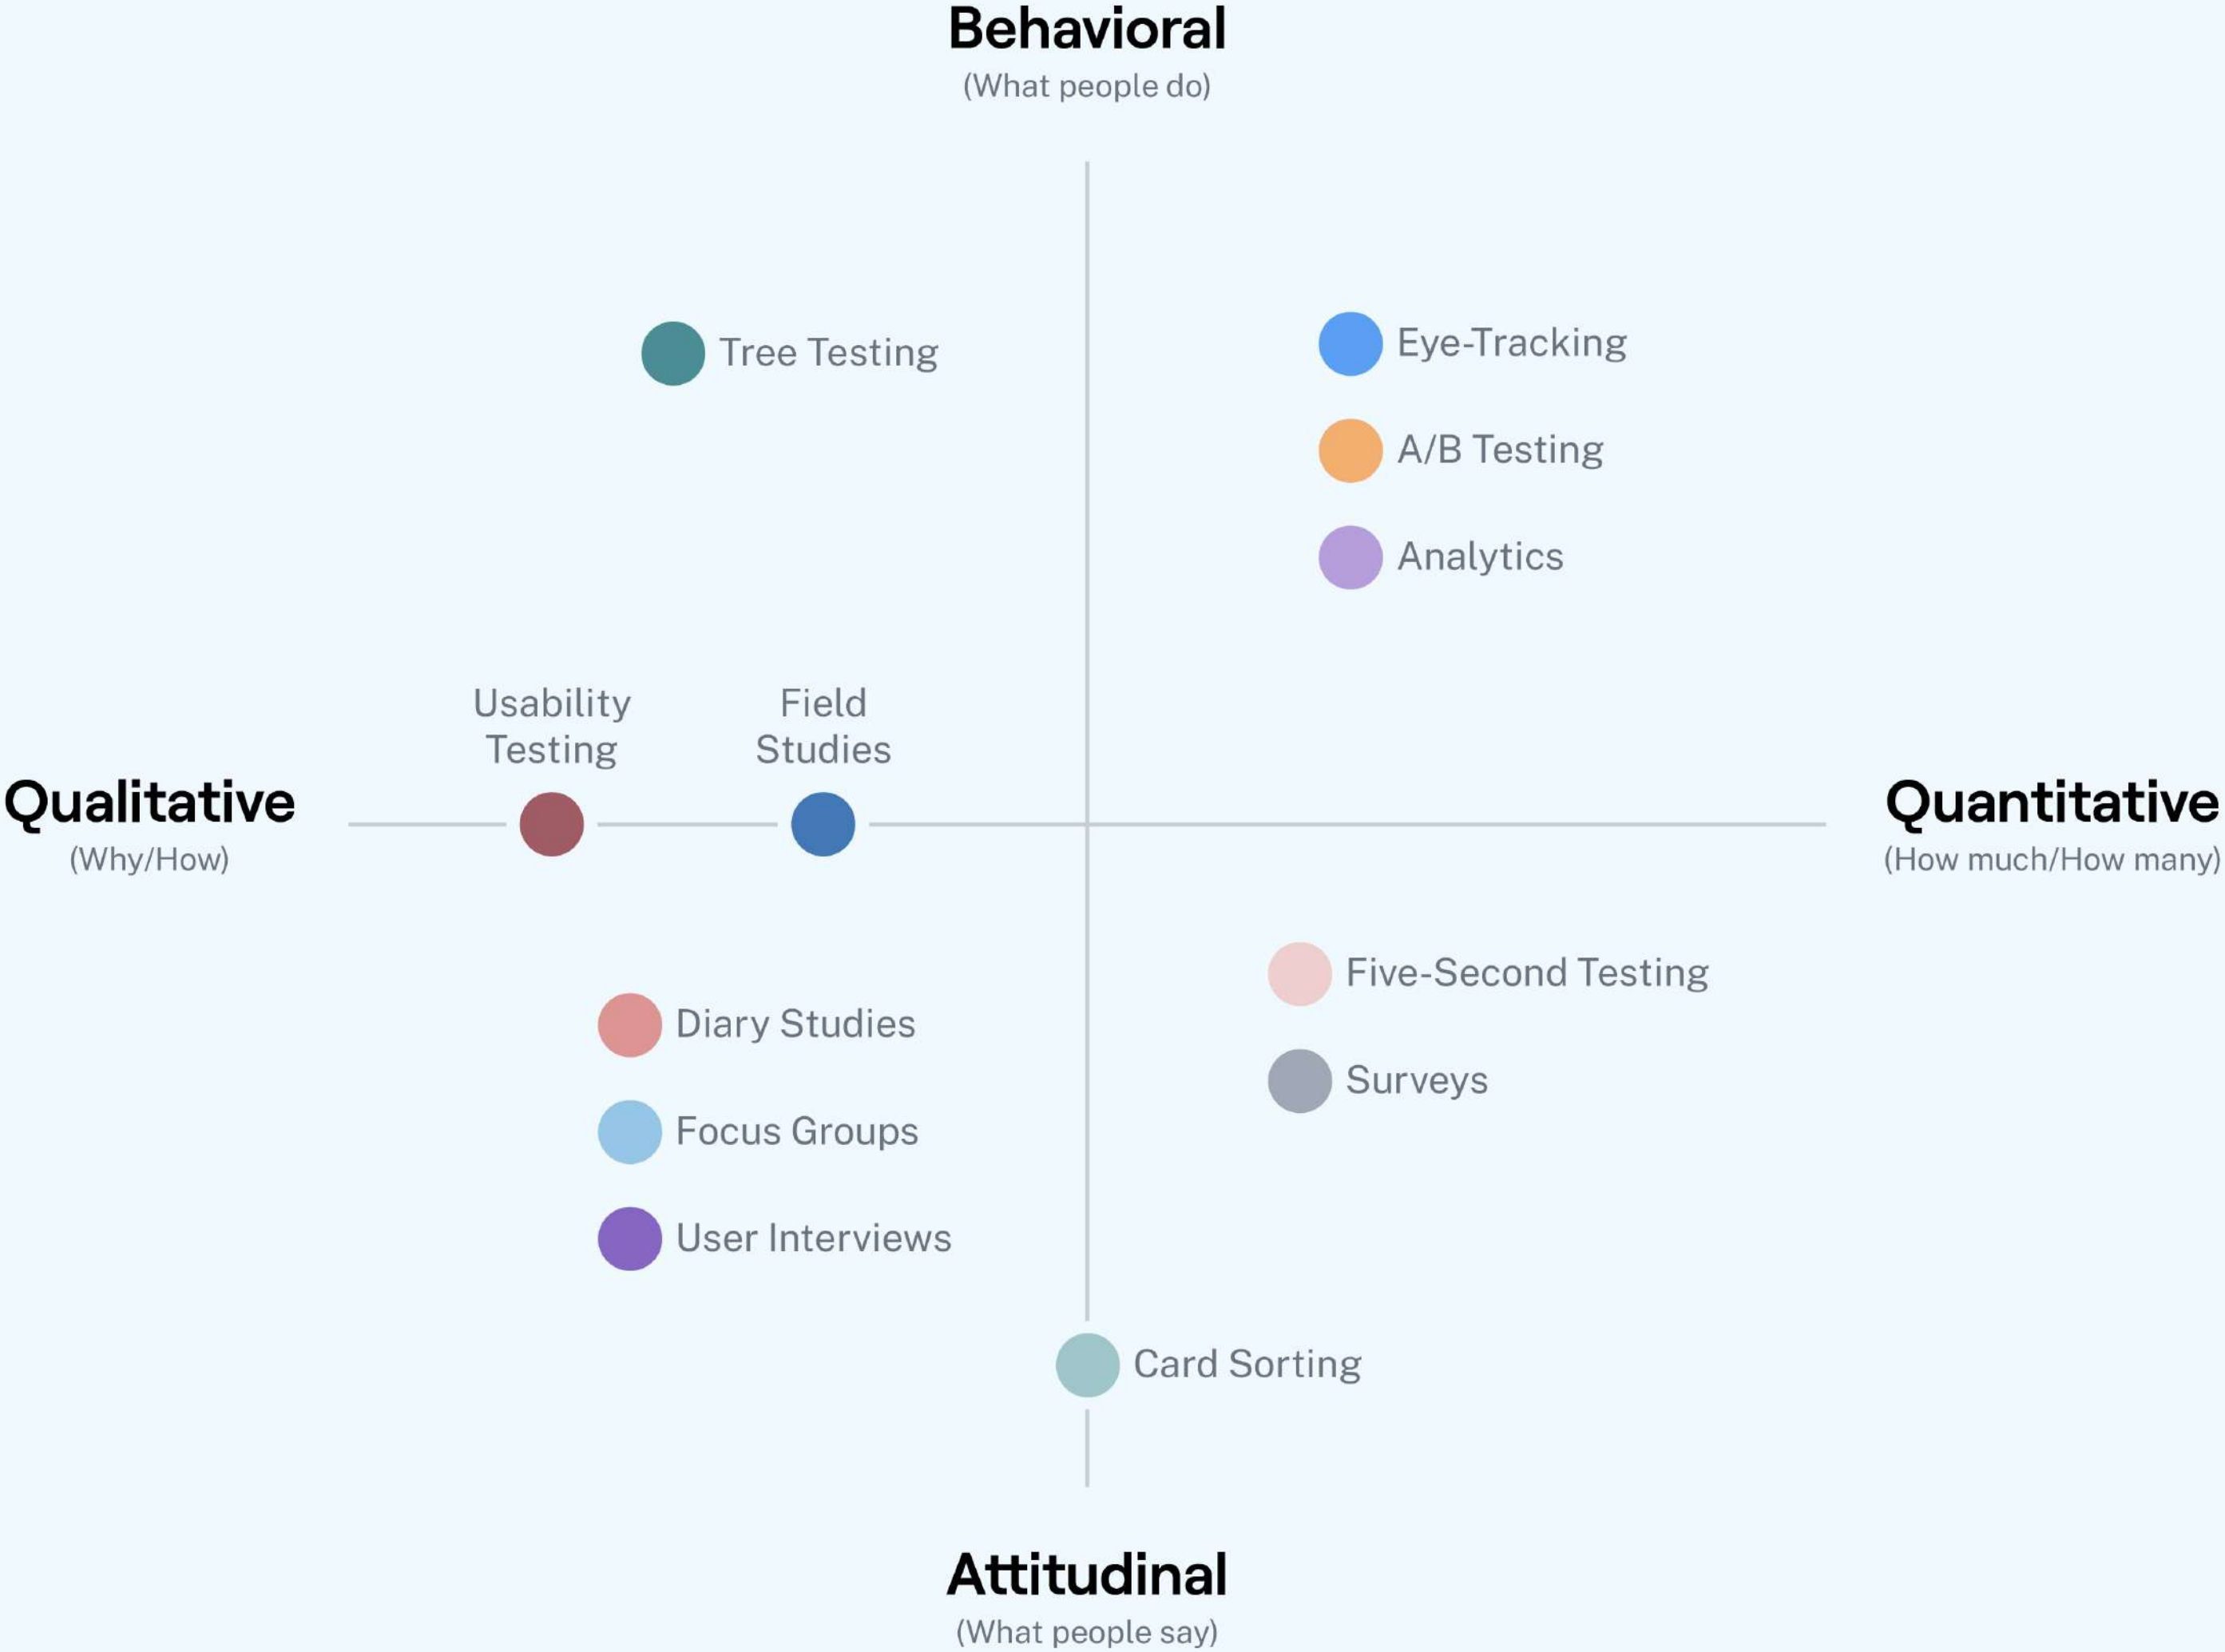 Behavioral
(What people do)
Tree Testing
Eye-Tracking
A/B Testing
Analytics
Usability
Testing
Field
Studies
Qualitative
(Why/How)
Quantitative
(How much/How many)
Five-Second Testing
Diary Studies
Surveys
Focus Groups
User Interviews
Card Sorting
Attitudinal
(What people say)